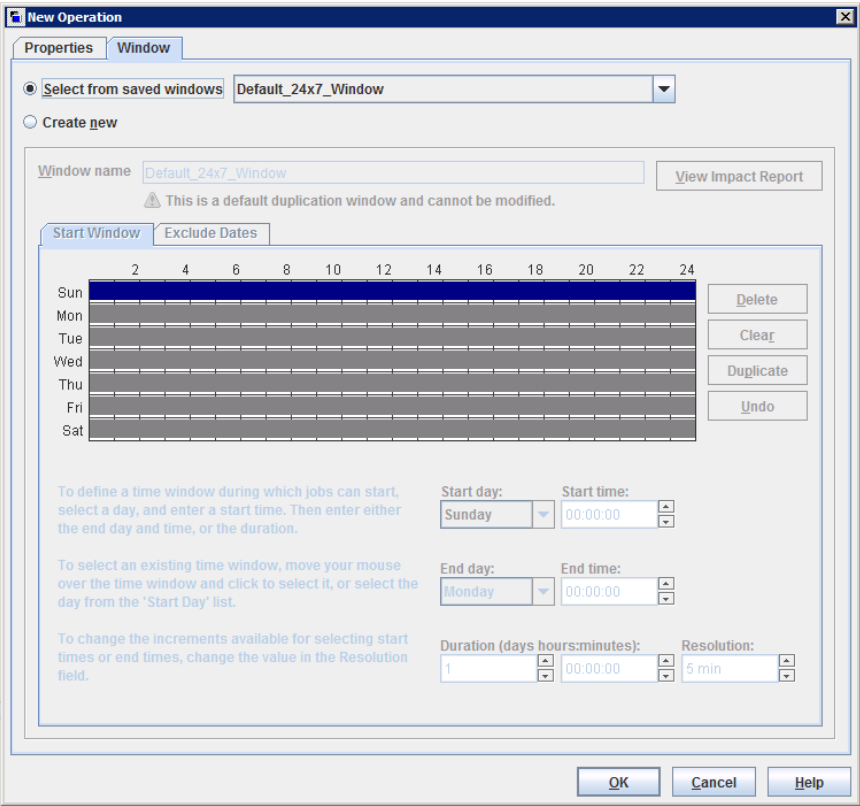 New Operation
Properties Window
Select from saved windows Default_24x7_Window
Create new
Window name Default_24x7_Window View Impact Report
This is a default duplication window and cannot be modified.
Start Window Exclude Dates
2 4 6 8 10 12 14 16 18 20 22 24
Sun
Mon
Tue
Wed
Thu
Fri
Sat
Delete
Clear
Duplicate
Undo
To define a time window during which jobs can start,
select a day, and enter a start time. Then enter either
the end day and time, or the duration.
Start day: Start time:
Sunday 00:00:00
To select an existing time window, move your mouse
over the time window and click to select it, or select the
day from the 'Start Day' list.
End day: End time:
Monday 00:00:00
To change the increments available for selecting start
times or end times, change the value in the Resolution
field.
Duration (days hours:minutes): Resolution:
1 00:00:00 5 min
OK Cancel Help